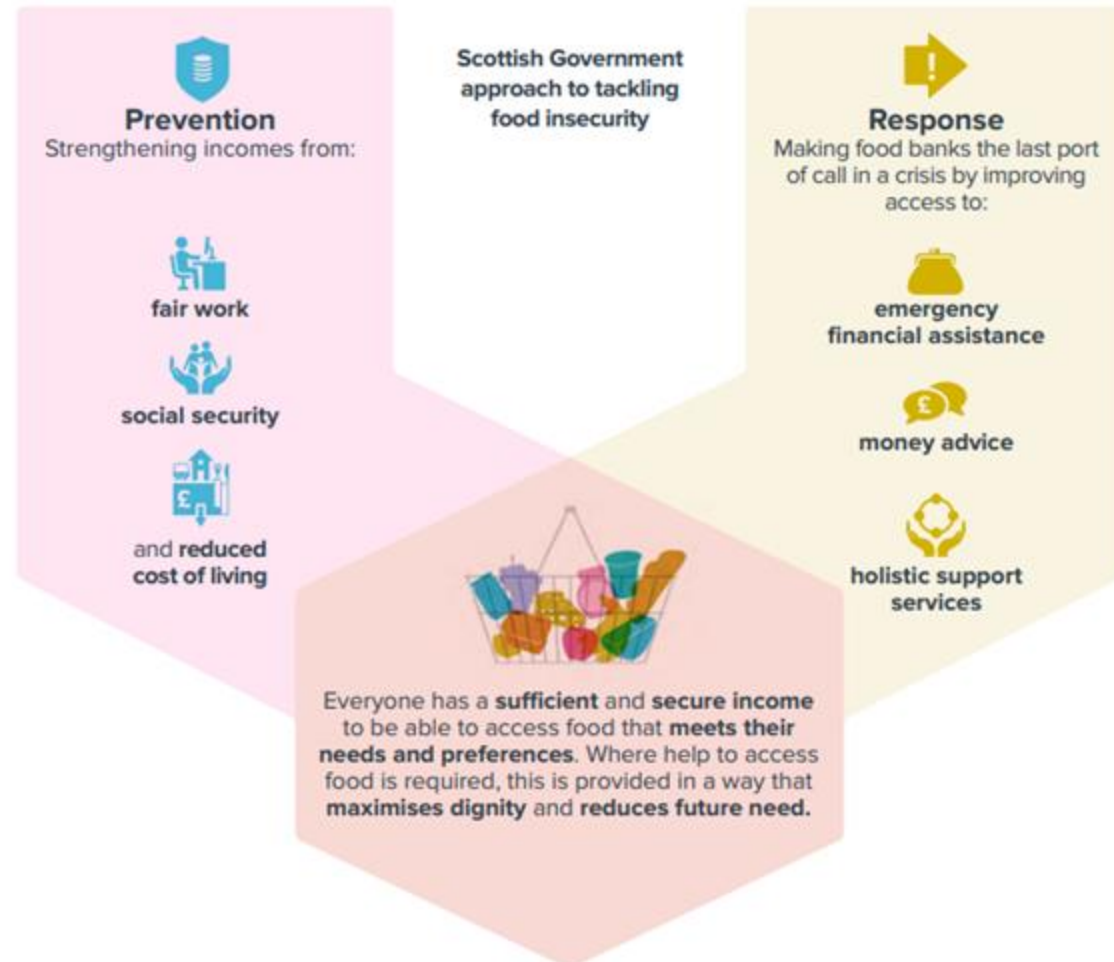 Scottish Government
approach to tackling
food insecurity
Prevention
Strengthening incomes from:
fair work
social security
£
and reduced
cost of living
!
Response
Making food banks the last port
of call in a crisis by improving
access to:
emergency
financial assistance
£
money advice
holistic support
services
Everyone has a sufficient and secure income
to be able to access food that meets their
needs and preferences. Where help to access
food is required, this is provided in a way that
maximises dignity and reduces future need.